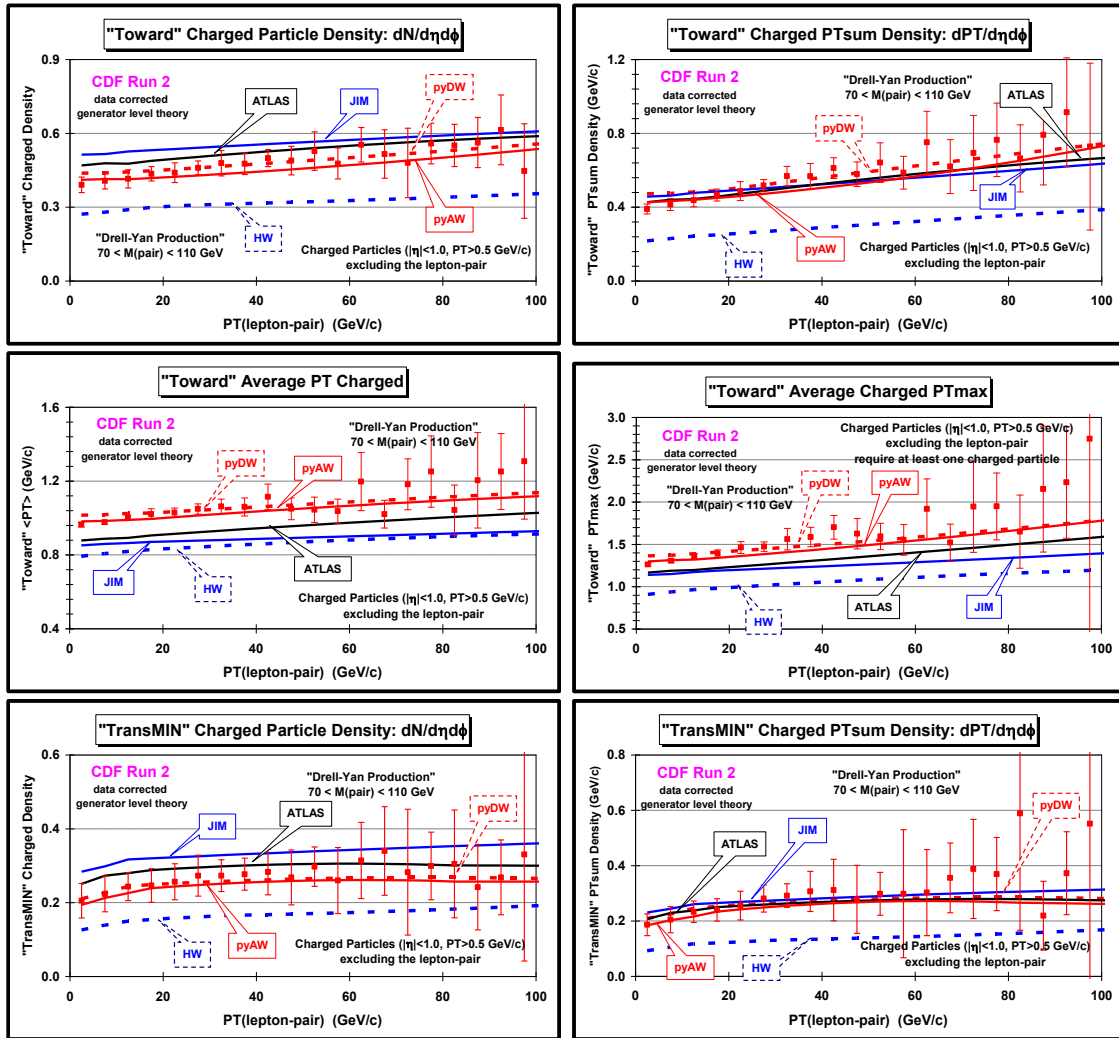 "Toward" Charged Particle Density: dN/dηdϕ
0.9
CDF Run 2
data corrected
generator level theory
pyDW
ATLAS
JIM
0.6
"Toward" Charged Density
0.3
pyAW
HW
"Drell-Yan Production"
70 < M(pair) < 110 GeV
Charged Particles (|η|<1.0, PT>0.5 GeV/c)
excluding the lepton-pair
0.0
0 20 40 60 80 100
PT(lepton-pair) (GeV/c)
"Toward" Charged PTsum Density: dPT/dηdϕ
1.2
CDF Run 2
data corrected
generator level theory
"Drell-Yan Production"
70 < M(pair) < 110 GeV
ATLAS
pyDW
0.8
"Toward" PTsum Density (GeV/c)
JIM
0.4
HW
pyAW
Charged Particles (|η|<1.0, PT>0.5 GeV/c)
excluding the lepton-pair
0.0
0 20 40 60 80 100
PT(lepton-pair) (GeV/c)
"Toward" Average PT Charged
1.6
CDF Run 2
data corrected
generator level theory
"Drell-Yan Production"
70 < M(pair) < 110 GeV
pyDW
pyAW
1.2
"Toward" <PT> (GeV/c)
0.8
JIM
HW
ATLAS
Charged Particles (|η|<1.0, PT>0.5 GeV/c)
excluding the lepton-pair
0.4
0 20 40 60 80 100
PT(lepton-pair) (GeV/c)
"Toward" Average Charged PTmax
3.0
CDF Run 2
data corrected
generator level theory
Charged Particles (|η|<1.0, PT>0.5 GeV/c)
excluding the lepton-pair
require at least one charged particle
2.5
pyDW
pyAW
"Drell-Yan Production"
70 < M(pair) < 110 GeV
2.0
"Toward" PTmax (GeV/c)
1.5
1.0
HW
ATLAS
JIM
0.5
0 20 40 60 80 100
PT(lepton-pair) (GeV/c)
"TransMIN" Charged Particle Density: dN/dηdϕ
0.6
CDF Run 2
data corrected
generator level theory
"Drell-Yan Production"
70 < M(pair) < 110 GeV
pyDW
JIM
ATLAS
0.4
"TransMIN" Charged Density
0.2
HW
pyAW
Charged Particles (|η|<1.0, PT>0.5 GeV/c)
excluding the lepton-pair
0.0
0 20 40 60 80 100
PT(lepton-pair) (GeV/c)
"TransMIN" Charged PTsum Density: dPT/dηdϕ
0.8
CDF Run 2
data corrected
generator level theory
"Drell-Yan Production"
70 < M(pair) < 110 GeV
pyDW
0.6
ATLAS
JIM
"TransMIN" PTsum Density (GeV/c)
0.4
0.2
pyAW
HW
Charged Particles (|η|<1.0, PT>0.5 GeV/c)
excluding the lepton-pair
0.0
0 20 40 60 80 100
PT(lepton-pair) (GeV/c)